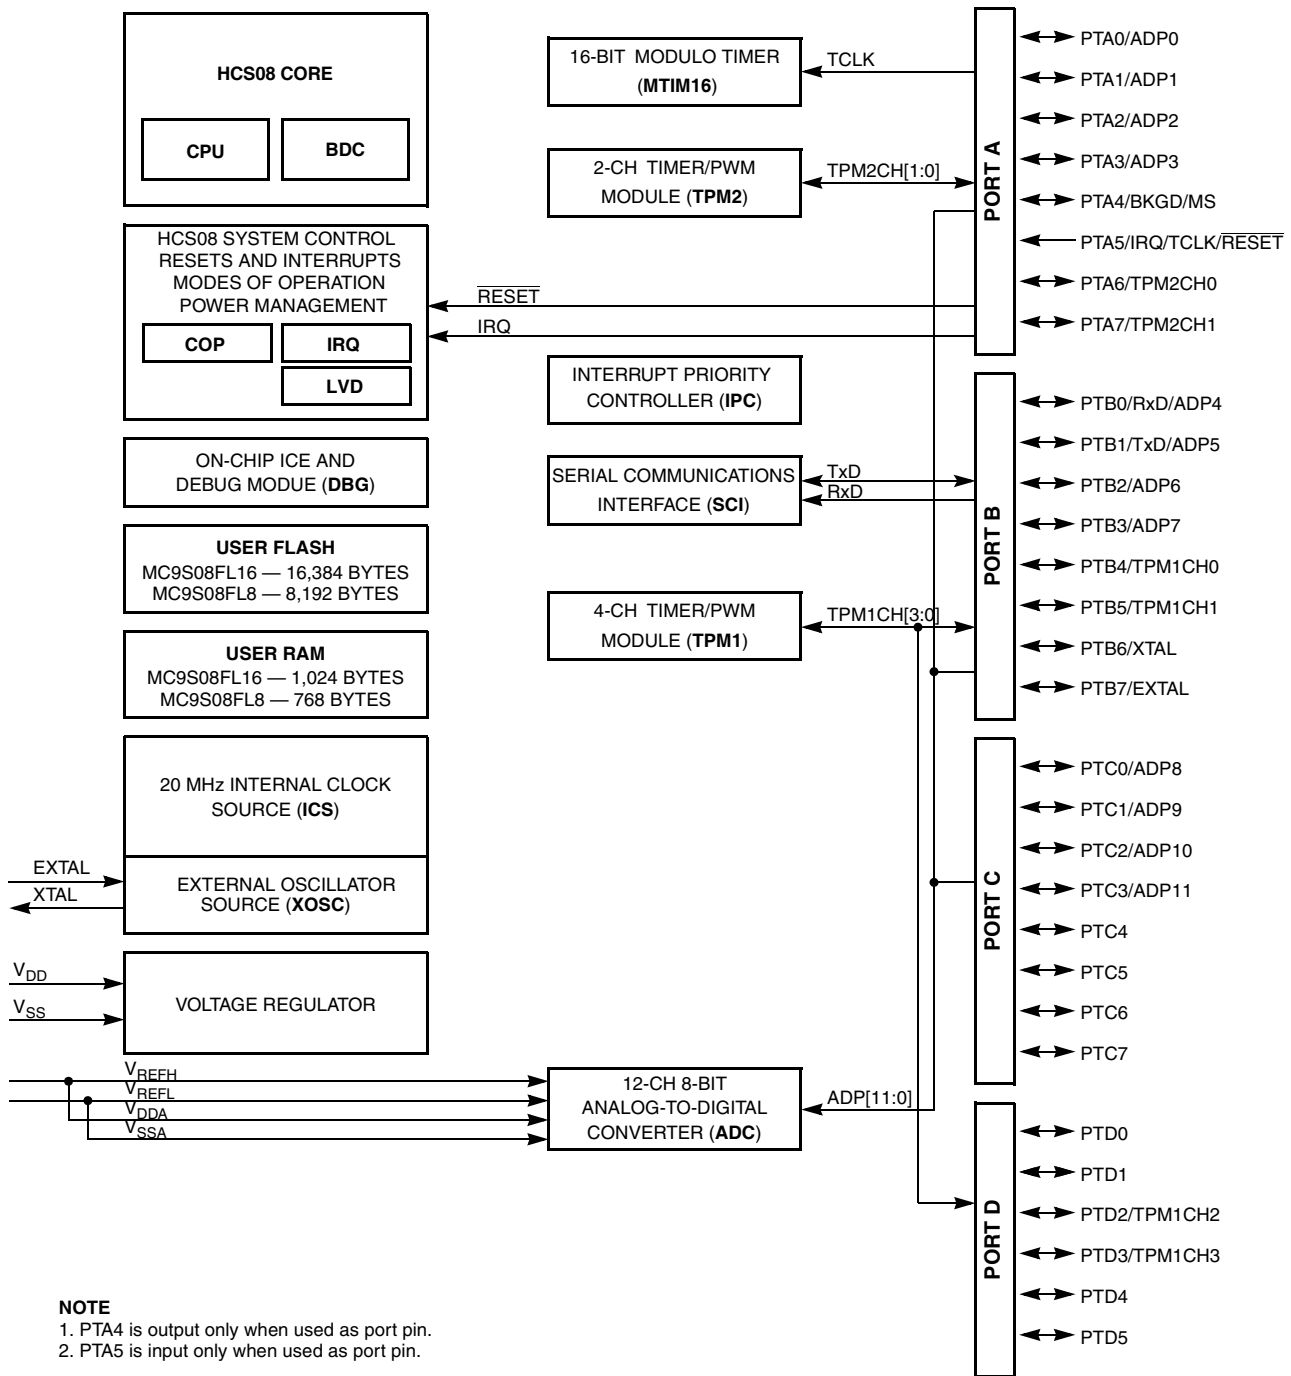 HCS08 CORE
CPU
BDC
HCS08 SYSTEM CONTROL
RESETS AND INTERRUPTS
MODES OF OPERATION
POWER MANAGEMENT
COP
IRQ
LVD
ON-CHIP ICE AND
DEBUG MODUE (DBG)
USER FLASH
MC9S08FL16 — 16,384 BYTES
MC9S08FL8 — 8,192 BYTES
USER RAM
MC9S08FL16 — 1,024 BYTES
MC9S08FL8 — 768 BYTES
20 MHz INTERNAL CLOCK
SOURCE (ICS)
EXTAL
XTAL
EXTERNAL OSCILLATOR
SOURCE (XOSC)
VDD
VSS
VOLTAGE REGULATOR
VREFH
VREFL
VDDA
VSSA
16-BIT MODULO TIMER
(MTIM16)
TCLK
2-CH TIMER/PWM
MODULE (TPM2)
TPM2CH[1:0]
RESET
IRQ
INTERRUPT PRIORITY
CONTROLLER (IPC)
SERIAL COMMUNICATIONS
INTERFACE (SCI)
TxD
RxD
4-CH TIMER/PWM
MODULE (TPM1)
TPM1CH[3:0]
12-CH 8-BIT
ANALOG-TO-DIGITAL
CONVERTER (ADC)
ADP[11:0]
PORT A
PTA0/ADP0
PTA1/ADP1
PTA2/ADP2
PTA3/ADP3
PTA4/BKGD/MS
PTA5/IRQ/TCLK/RESET
PTA6/TPM2CH0
PTA7/TPM2CH1
PORT B
PTB0/RxD/ADP4
PTB1/TxD/ADP5
PTB2/ADP6
PTB3/ADP7
PTB4/TPM1CH0
PTB5/TPM1CH1
PTB6/XTAL
PTB7/EXTAL
PORT C
PTC0/ADP8
PTC1/ADP9
PTC2/ADP10
PTC3/ADP11
PTC4
PTC5
PTC6
PTC7
PORT D
PTD0
PTD1
PTD2/TPM1CH2
PTD3/TPM1CH3
PTD4
PTD5
NOTE
1. PTA4 is output only when used as port pin.
2. PTA5 is input only when used as port pin.